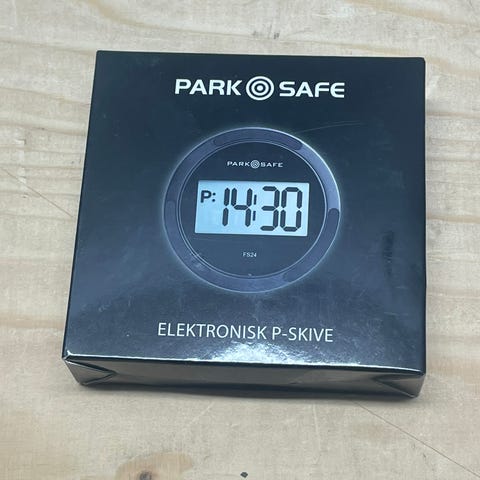 PARK SAFE
PARK SAFE
P: 14:30
FS24
ELEKTRONISK P-SKIVE